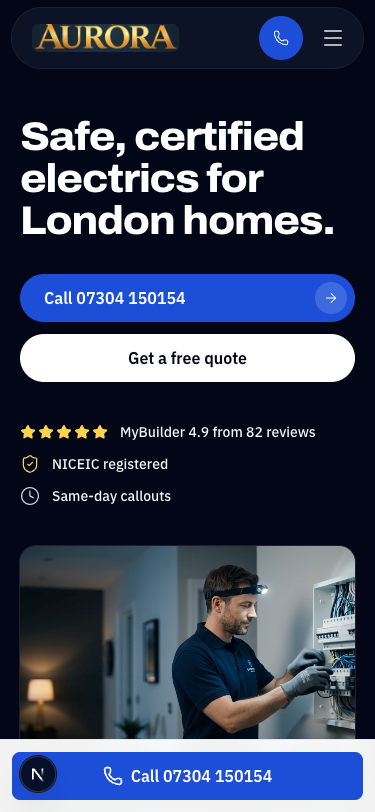 AURORA
Safe, certified
electrics for
London homes.
Call 07304 150154
Get a free quote
MyBuilder 4.9 from 82 reviews
NICEIC registered
Same-day callouts
N
Call 07304 150154